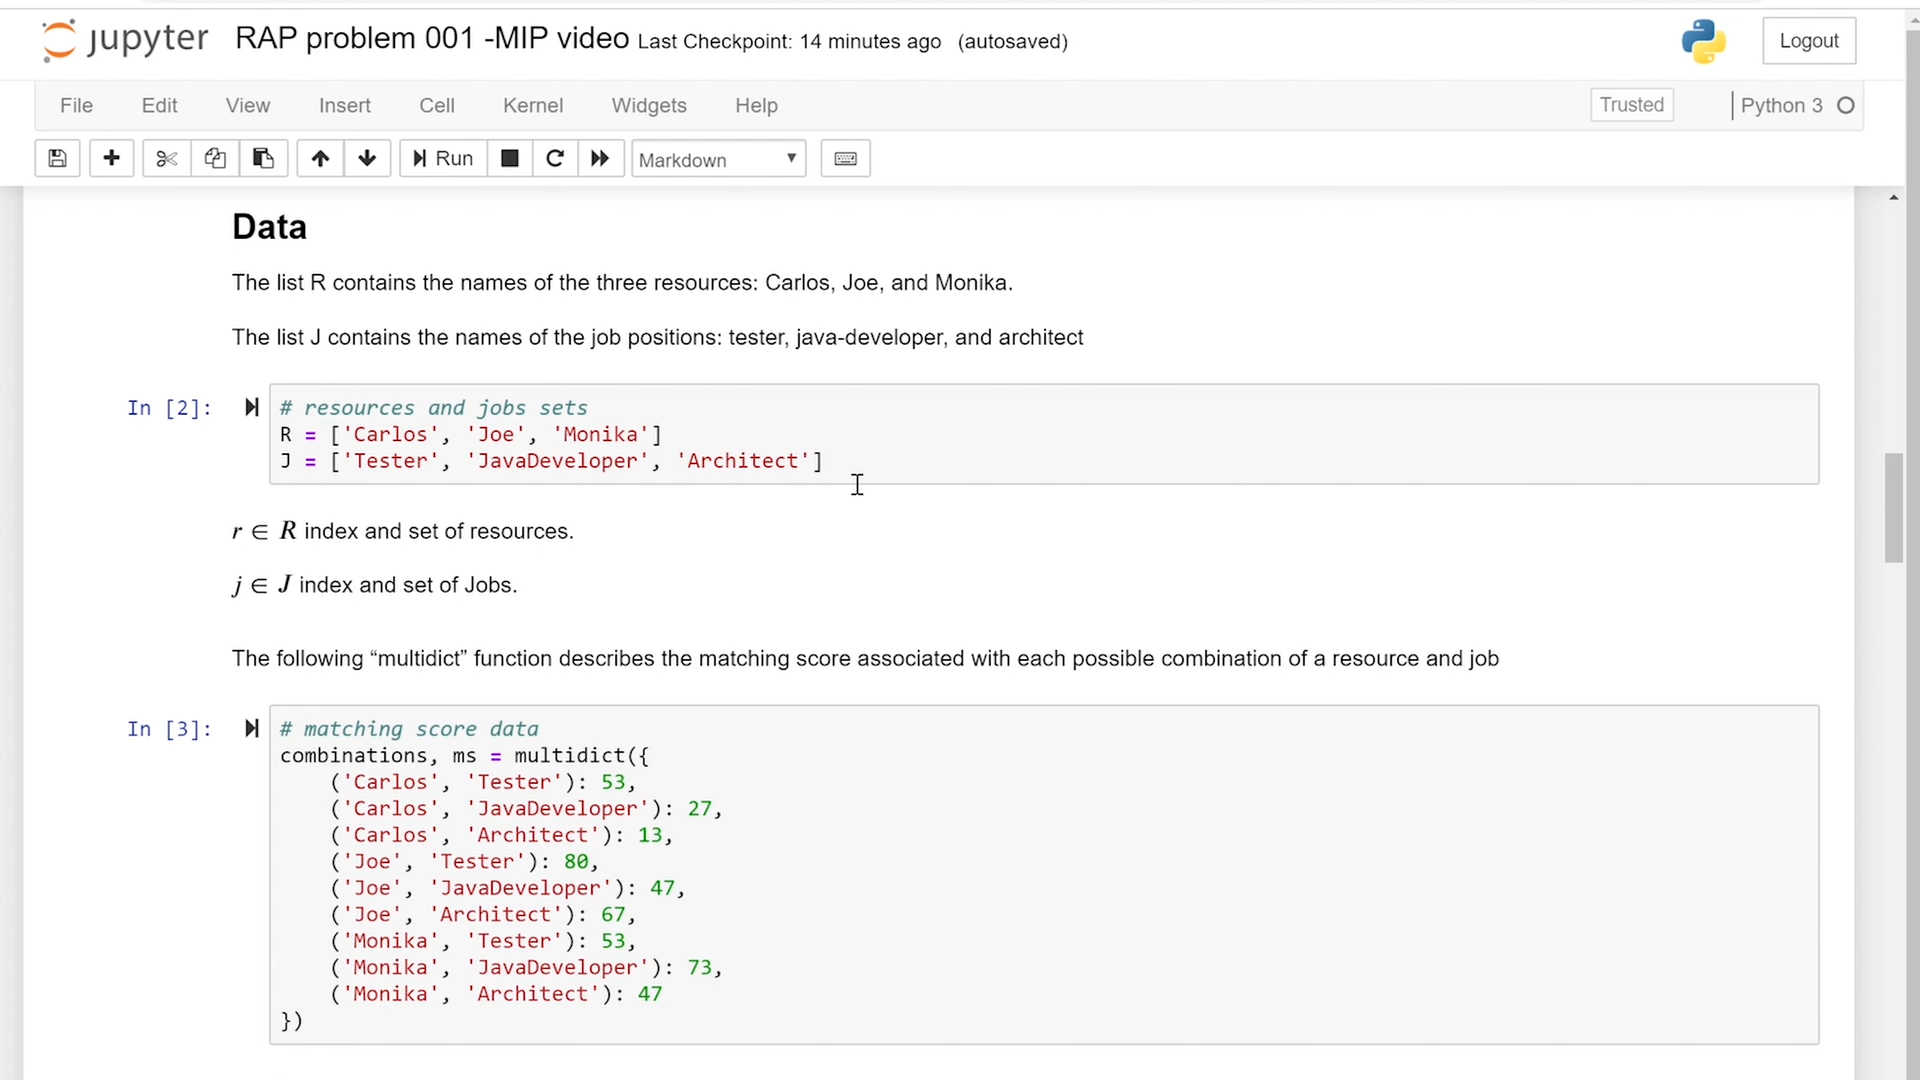 jupyter RAP problem 001 -MIP video Last Checkpoint: 14 minutes ago (autosaved) Logout
File Edit View Insert Cell Kernel Widgets Help Trusted Python 3
Run Markdown
Data
The list R contains the names of the three resources: Carlos, Joe, and Monika.
The list J contains the names of the job positions: tester, java-developer, and architect
In [2]: # resources and jobs sets
R = ['Carlos', 'Joe', 'Monika']
J = ['Tester', 'JavaDeveloper', 'Architect']
r ∈ R index and set of resources.
j ∈ J index and set of Jobs.
The following “multidict” function describes the matching score associated with each possible combination of a resource and job
In [3]: # matching score data
combinations, ms = multidict({
('Carlos', 'Tester'): 53,
('Carlos', 'JavaDeveloper'): 27,
('Carlos', 'Architect'): 13,
('Joe', 'Tester'): 80,
('Joe', 'JavaDeveloper'): 47,
('Joe', 'Architect'): 67,
('Monika', 'Tester'): 53,
('Monika', 'JavaDeveloper'): 73,
('Monika', 'Architect'): 47
})